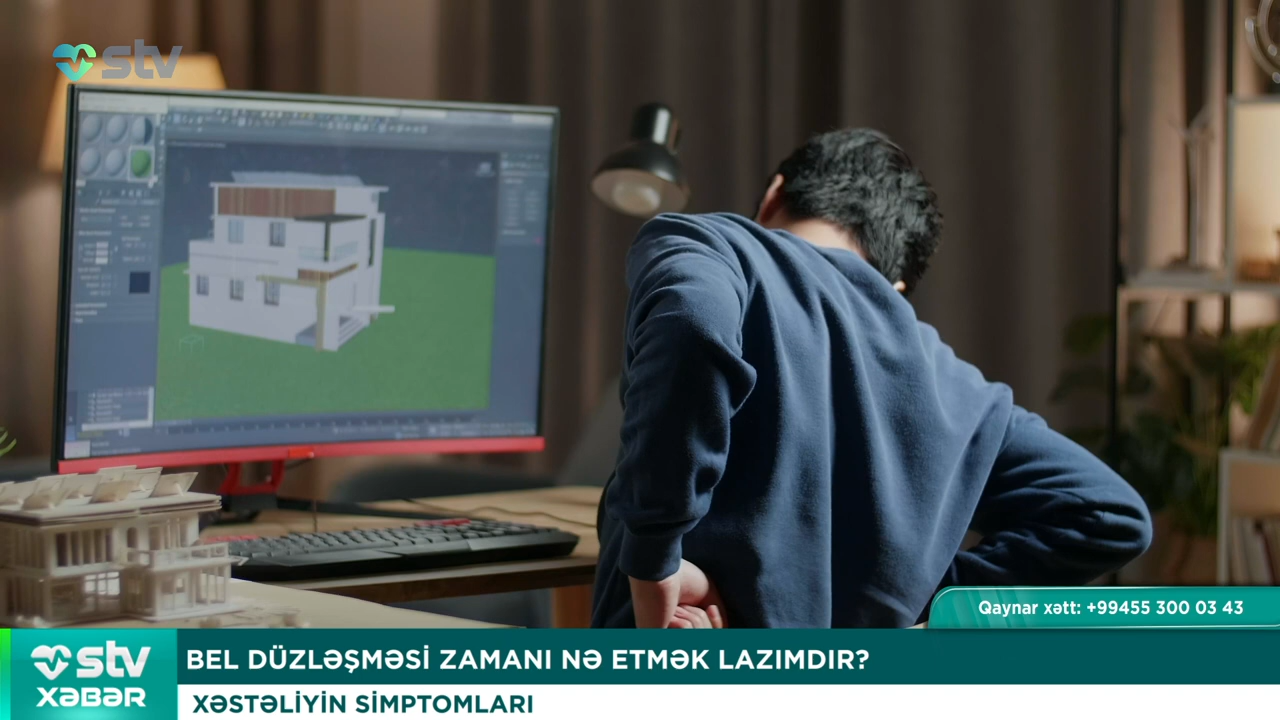 stv
Qaynar xətt: +99455 300 03 43
stv
XƏBƏR
BEL DÜZLƏŞMƏSİ ZAMANI NƏ ETMƏK LAZIMDIR?
XƏSTƏLİYİN SİMPTOMLARI